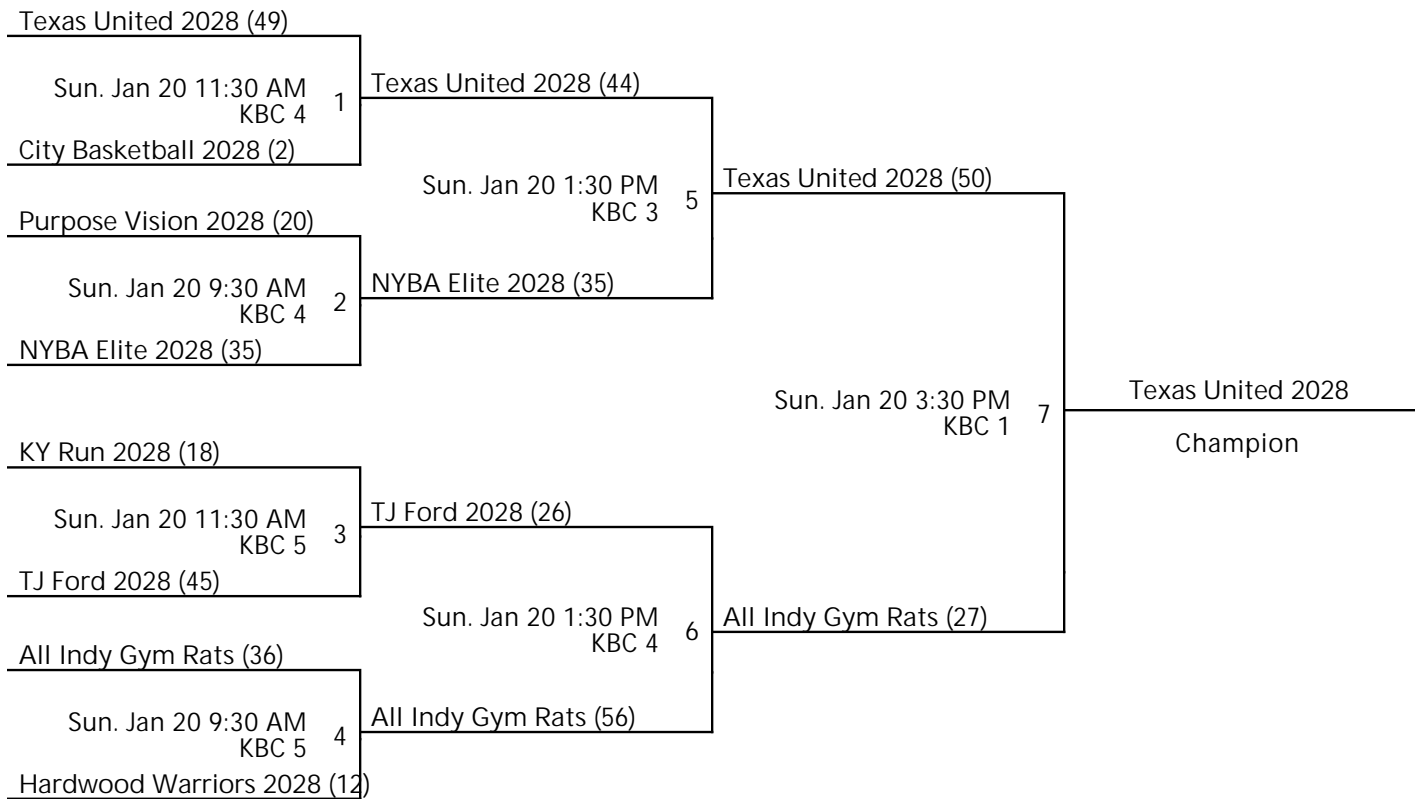 Texas United 2028 (49)
Sun. Jan 20 11:30 AM
KBC 4
1
City Basketball 2028 (2)
Purpose Vision 2028 (20)
Sun. Jan 20 9:30 AM
KBC 4
2
NYBA Elite 2028 (35)
KY Run 2028 (18)
Sun. Jan 20 11:30 AM
KBC 5
3
TJ Ford 2028 (45)
All Indy Gym Rats (36)
Sun. Jan 20 9:30 AM
KBC 5
4
Hardwood Warriors 2028 (12)
Texas United 2028 (44)
Sun. Jan 20 1:30 PM
KBC 3
5
NYBA Elite 2028 (35)
TJ Ford 2028 (26)
Sun. Jan 20 1:30 PM
KBC 4
6
All Indy Gym Rats (56)
Texas United 2028 (50)
Sun. Jan 20 3:30 PM
KBC 1
7
All Indy Gym Rats (27)
Texas United 2028
Champion